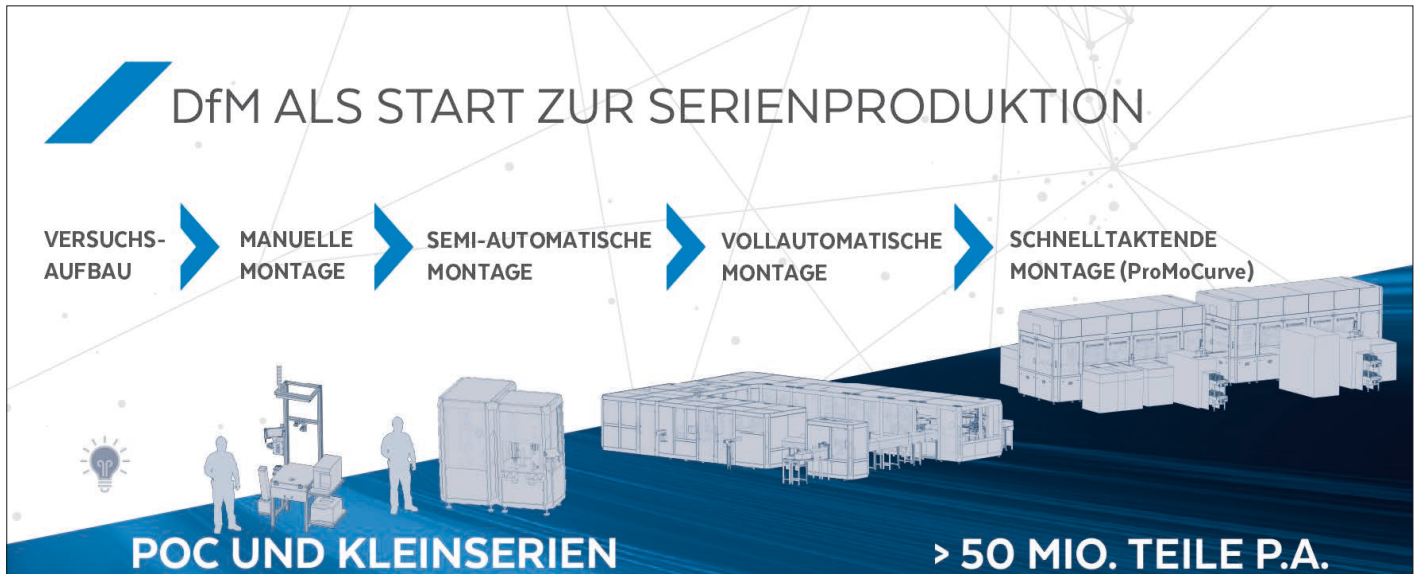 DfM ALS START ZUR SERIENPRODUKTION
VERSUCHS-
AUFBAU
MANUELLE
MONTAGE
SEMI-AUTOMATISCHE
MONTAGE
VOLLAUTOMATISCHE
MONTAGE
SCHNELLTAKTENDE
MONTAGE (ProMoCurve)
POC UND KLEINSERIEN
> 50 MIO. TEILE P.A.